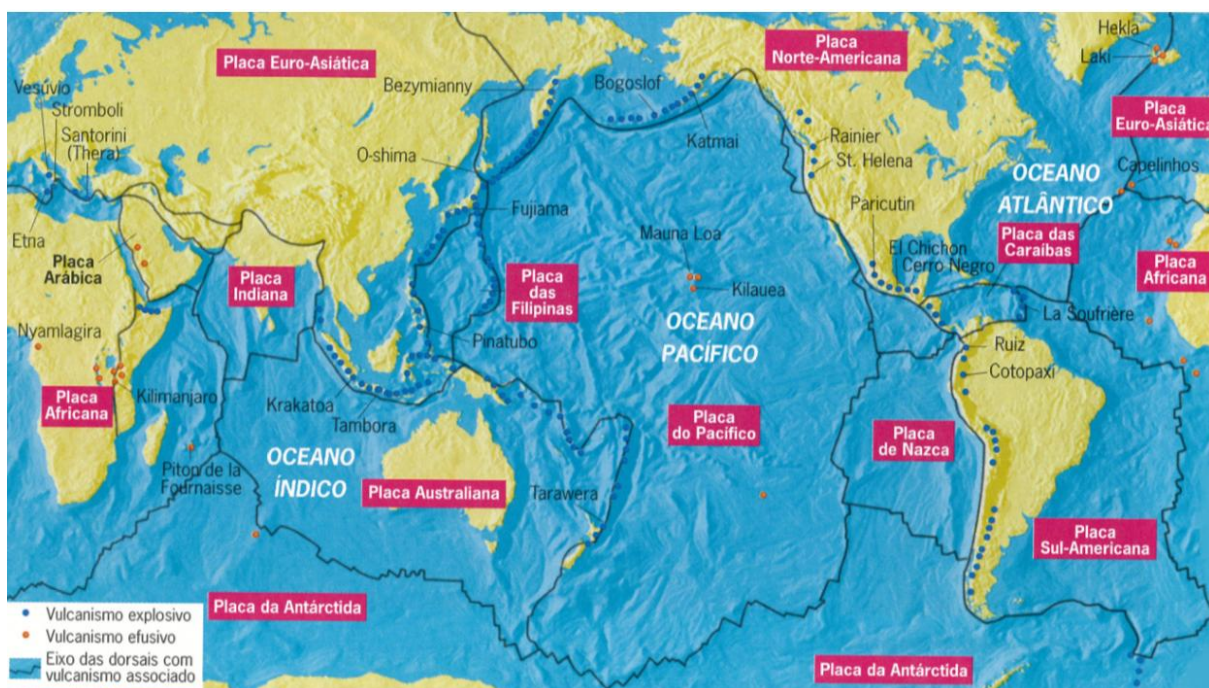 Placa Euro-Asiática
Vesúvio
Stromboli
Santorini
(Thera)
Etna
Placa
Arábica
Nyamlagira
Placa
Africana
Kilimanjaro
Piton de la
Fournaisse
Placa
Indiana
OCEANO
ÍNDICO
Krakatoa
Tambora
Placa Australiana
Placa da Antárctida
Bezymianny
O-shima
Fujiama
Placa
das
Filipinas
Pinatubo
Tarawera
Bogoslof
Katmai
Mauna Loa
Kilauea
OCEANO
PACÍFICO
Placa
do Pacífico
Placa
Norte-Americana
Rainier
St. Helena
Paricutin
El Chichon
Cerro Negro
OCEANO
ATLÂNTICO
Placa das
Caraíbas
La Soufrière
Ruiz
Cotopaxi
Placa
de Nazca
Placa
Sul-Americana
Placa da Antárctida
Hekla
Laki
Placa
Euro-Asiática
Capelinhos
Placa
Africana
Vulcanismo explosivo
Vulcanismo efusivo
Eixo das dorsais com
vulcanismo associado